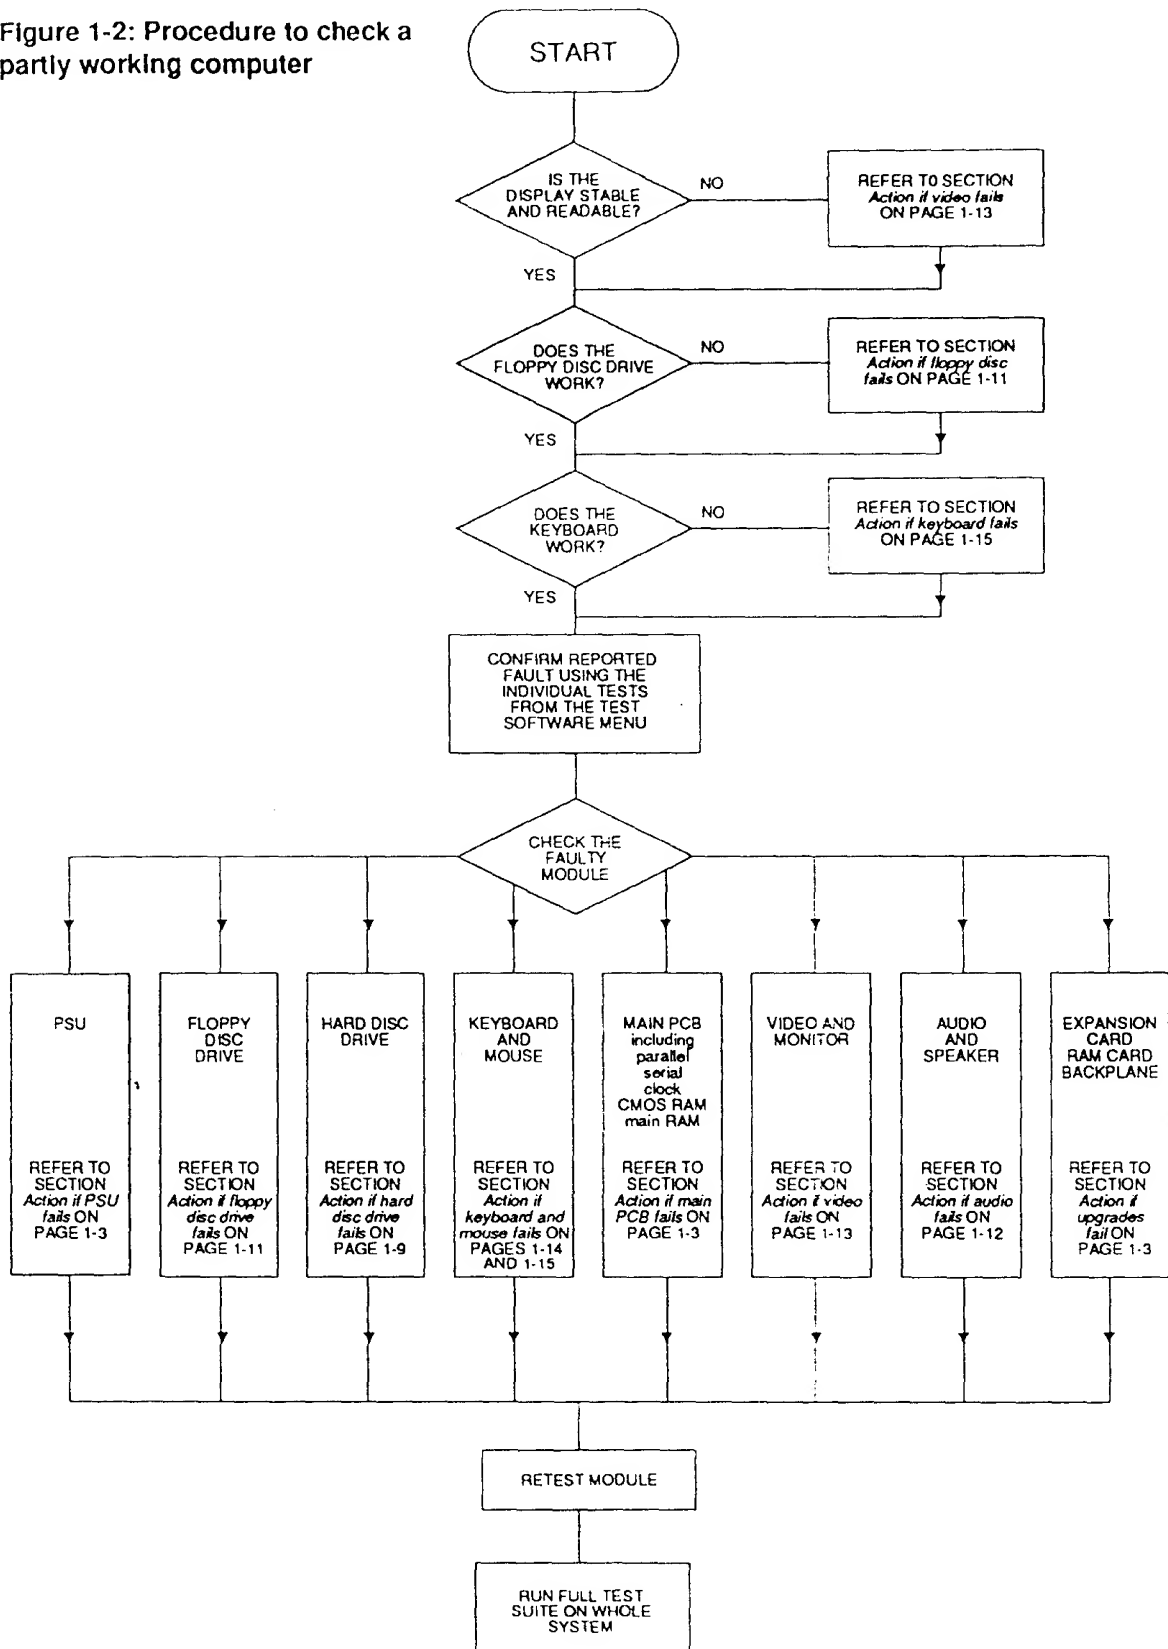 Figure 1-2: Procedure to check a
partly working computer
START
IS THE
DISPLAY STABLE
AND READABLE?
NO
REFER TO SECTION
Action if video fails
ON PAGE 1-13
YES
DOES THE
FLOPPY DISC DRIVE
WORK?
NO
REFER TO SECTION
Action if floppy disc
fails ON PAGE 1-11
YES
DOES THE
KEYBOARD
WORK?
NO
REFER TO SECTION
Action if keyboard fails
ON PAGE 1-15
YES
CONFIRM REPORTED
FAULT USING THE
INDIVIDUAL TESTS
FROM THE TEST
SOFTWARE MENU
CHECK THE
FAULTY
MODULE
PSU
REFER TO
SECTION
Action if PSU
fails ON
PAGE 1-3
FLOPPY
DISC
DRIVE
REFER TO
SECTION
Action if floppy
disc drive
fails ON
PAGE 1-11
HARD DISC
DRIVE
REFER TO
SECTION
Action if hard
disc drive
fails ON
PAGE 1-9
KEYBOARD
AND
MOUSE
REFER TO
SECTION
Action if
keyboard and
mouse fails ON
PAGES 1-14
AND 1-15
MAIN PCB
including
parallel
serial
clock
CMOS RAM
main RAM
REFER TO
SECTION
Action if main
PCB fails ON
PAGE 1-3
VIDEO AND
MONITOR
REFER TO
SECTION
Action if video
fails ON
PAGE 1-13
AUDIO
AND
SPEAKER
REFER TO
SECTION
Action if audio
fails ON
PAGE 1-12
EXPANSION
CARD
RAM CARD
BACKPLANE
REFER TO
SECTION
Action if
upgrades
fail ON
PAGE 1-3
RETEST MODULE
RUN FULL TEST
SUITE ON WHOLE
SYSTEM